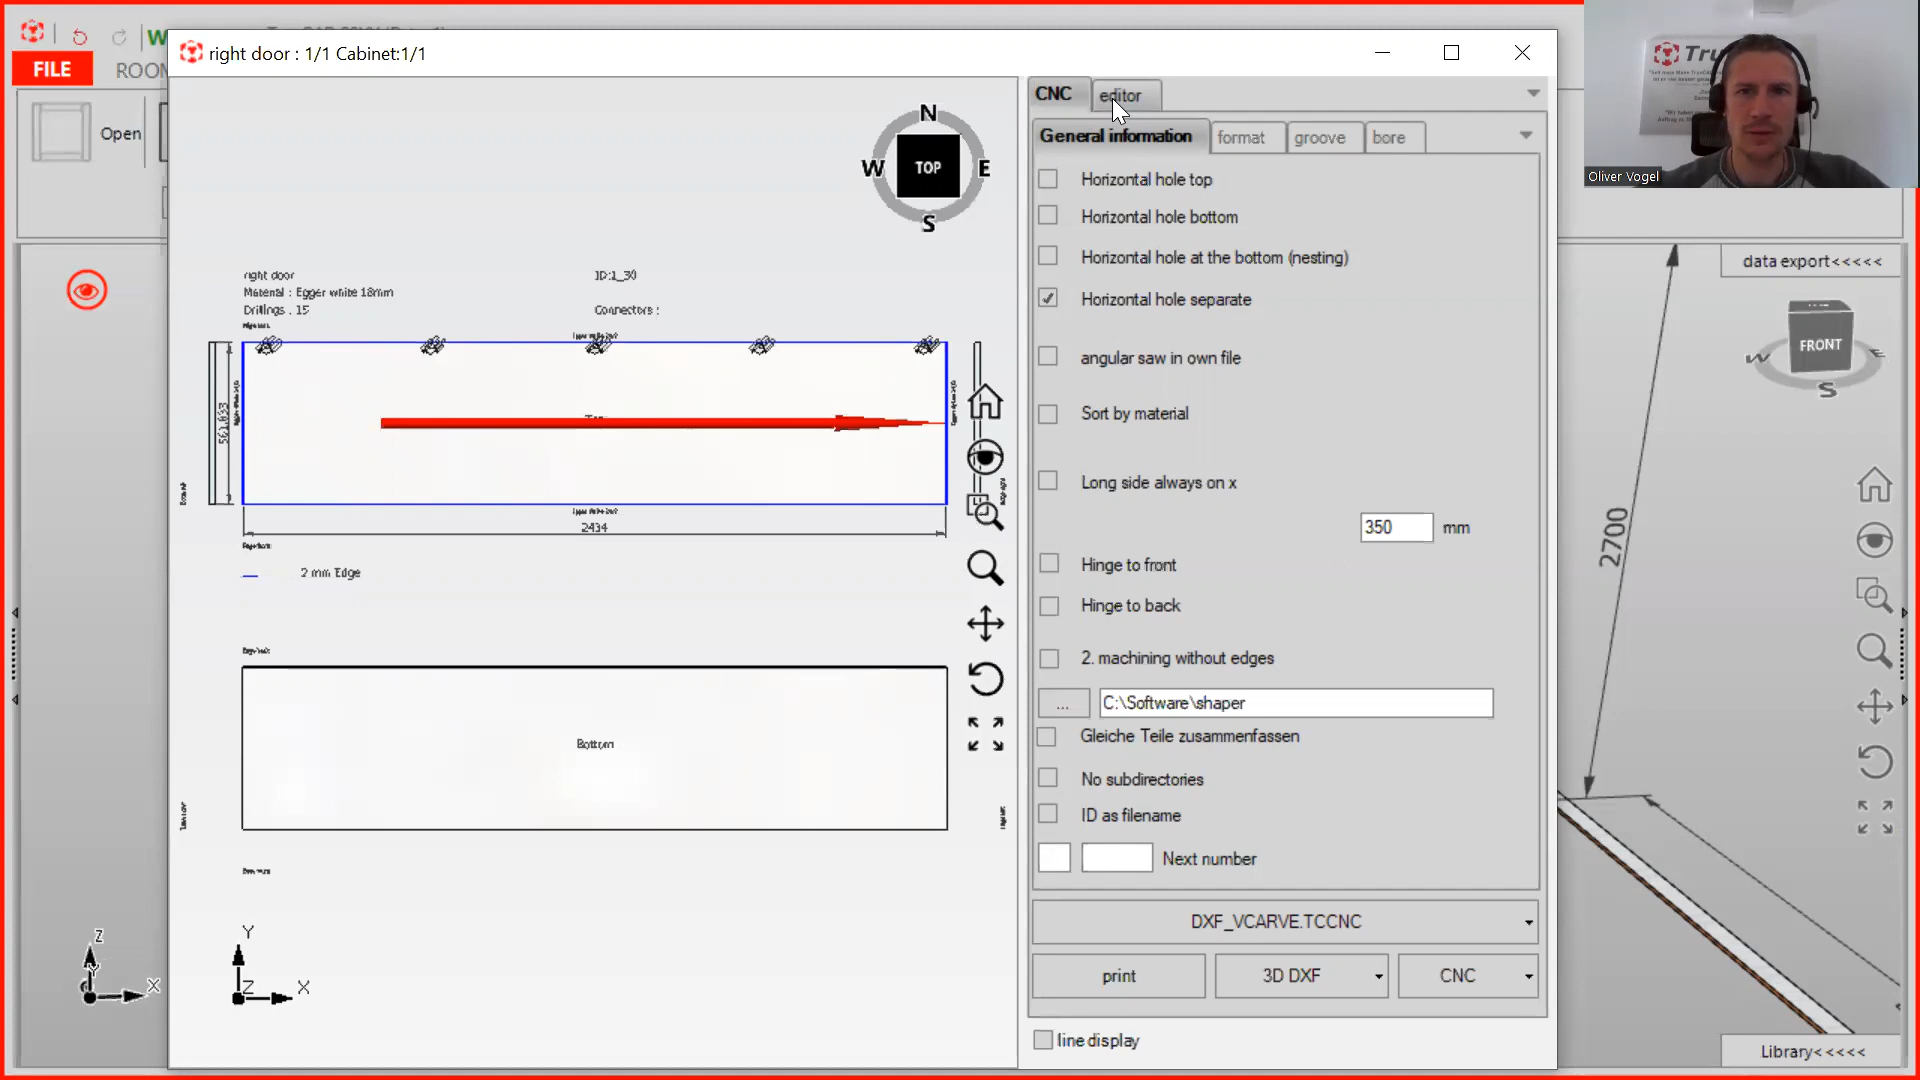 right door : 1/1 Cabinet:1/1
FILE
Open
CNC
editor
General information
format
groove
bore
Horizontal hole top
Horizontal hole bottom
Horizontal hole at the bottom (nesting)
Horizontal hole separate
angular saw in own file
Sort by material
Long side always on x
350 mm
Hinge to front
Hinge to back
2. machining without edges
...
C:\Software\shaper
Gleiche Teile zusammenfassen
No subdirectories
ID as filename
Next number
DXF_VCARVE.TCCNC
print
3D DXF
CNC
line display
N
W
TOP
E
S
right door
ID:1_30
Material : Egger white 18mm
Drillings . 15
Connectors :
561,833
2434
2 mm Edge
Bottom
Y
Z
X
Z
Y
X
data export<<<<<
FRONT
W
E
S
2700
Library<<<<<
Oliver Vogel